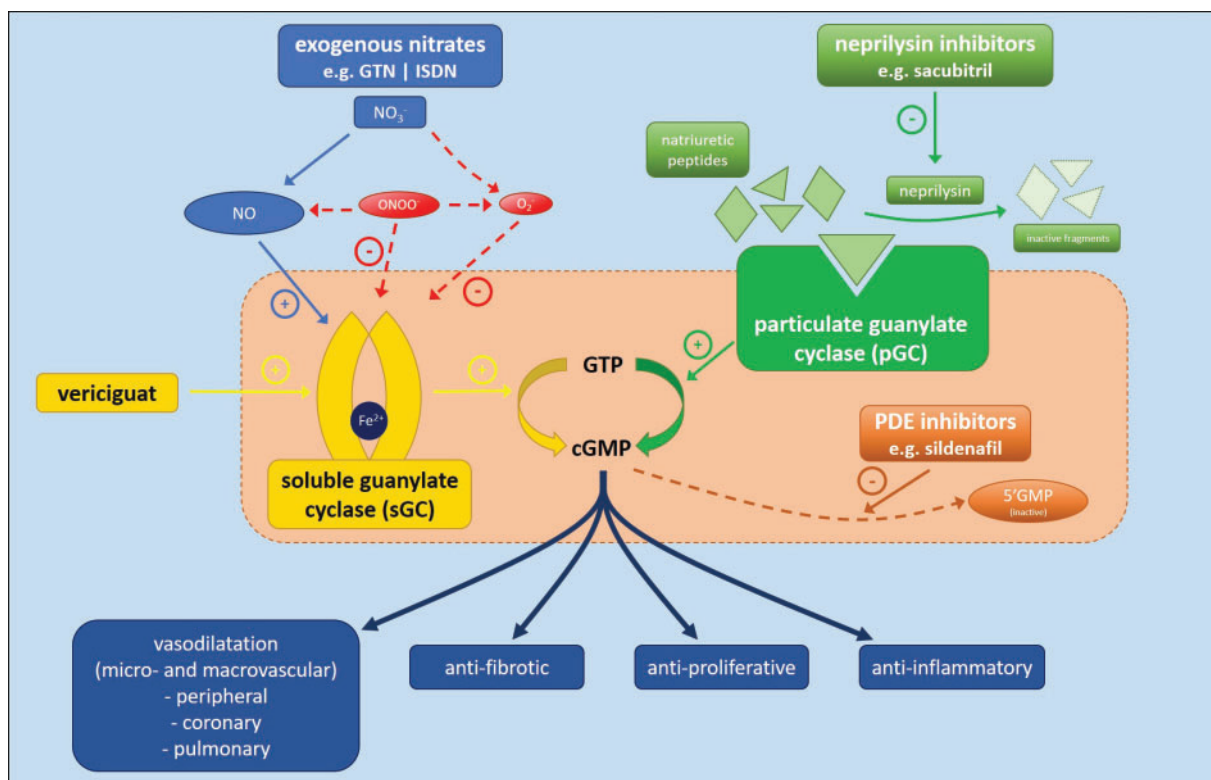 exogenous nitrates
e.g. GTN | ISDN
NO₃⁻
NO
ONOO⁻
O₂⁻
-
-
+
neprilysin inhibitors
e.g. sacubitril
-
natriuretic
peptides
neprilysin
inactive fragments
particulate guanylate
cyclase (pGC)
+
vericiguat
+
+
Fe²⁺
soluble guanylate
cyclase (sGC)
GTP
cGMP
PDE inhibitors
e.g. sildenafil
-
5'GMP
(inactive)
vasodilatation
(micro- and macrovascular)
- peripheral
- coronary
- pulmonary
anti-fibrotic
anti-proliferative
anti-inflammatory